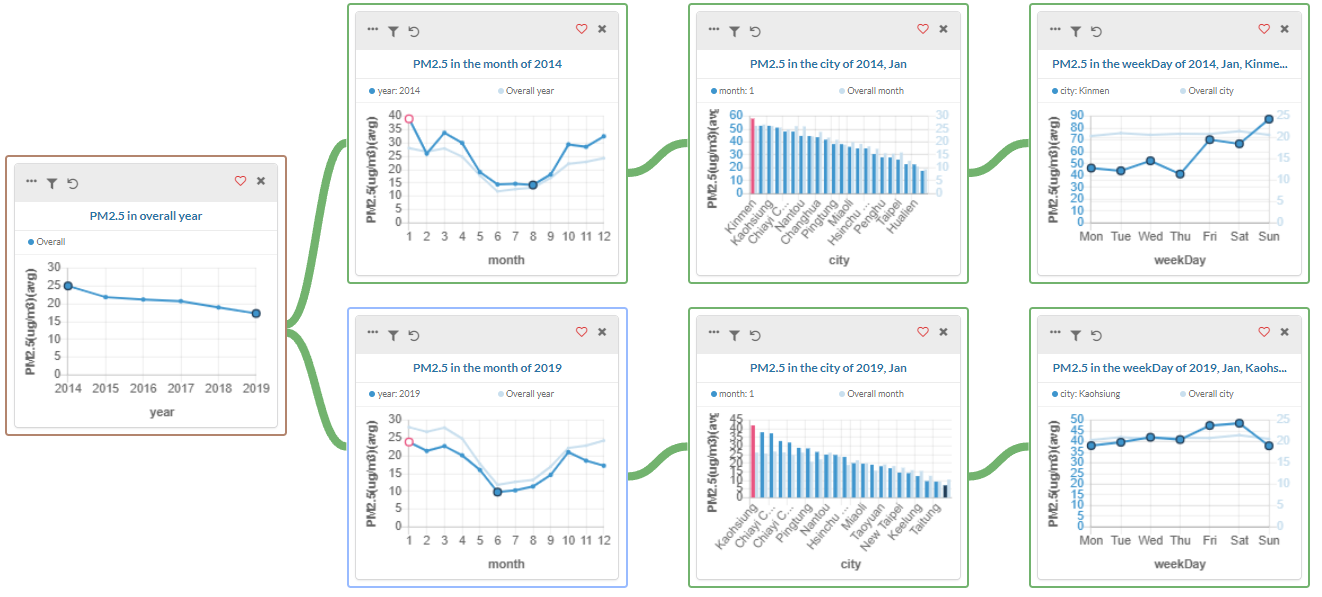 PM2.5 in overall year
Overall
PM2.5(ug/m3)(avg)
30
25
20
15
10
5
0
2014 2015 2016 2017 2018 2019
year
PM2.5 in the month of 2014
year: 2014 Overall year
PM2.5(ug/m3)(avg)
40
35
30
25
20
15
10
5
0
1 2 3 4 5 6 7 8 9 10 11 12
month
PM2.5 in the city of 2014, Jan
month: 1 Overall month
PM2.5(ug/m3)(avg)
60 30
50 25
40 20
30 15
20 10
10 5
0 0
Kinmen Kaohsiung Chiayi C... Nantou Changhua Pingtung Miaoli Hsinchu ... Penghu Taipei Hualien
city
PM2.5 in the weekDay of 2014, Jan, Kinme...
city: Kinmen Overall city
PM2.5(ug/m3)(avg)
90 25
80
70 20
60 15
50
40 10
30
20 5
10
0 0
Mon Tue Wed Thu Fri Sat Sun
weekDay
PM2.5 in the month of 2019
year: 2019 Overall year
PM2.5(ug/m3)(avg)
30
25
20
15
10
5
0
1 2 3 4 5 6 7 8 9 10 11 12
month
PM2.5 in the city of 2019, Jan
month: 1 Overall month
PM2.5(ug/m3)(avg)
45
40
35
30
25
20
15
10
5
0
Kaohsiung Chiayi C... Chiayi C... Pingtung Nantou Hsinchu ... Miaoli Taoyuan New Taipei Keelung Taitung
city
PM2.5 in the weekDay of 2019, Jan, Kaohs...
city: Kaohsiung Overall city
PM2.5(ug/m3)(avg)
50 25
45
40 20
35
30 15
25
20 10
15
10 5
5
0 0
Mon Tue Wed Thu Fri Sat Sun
weekDay